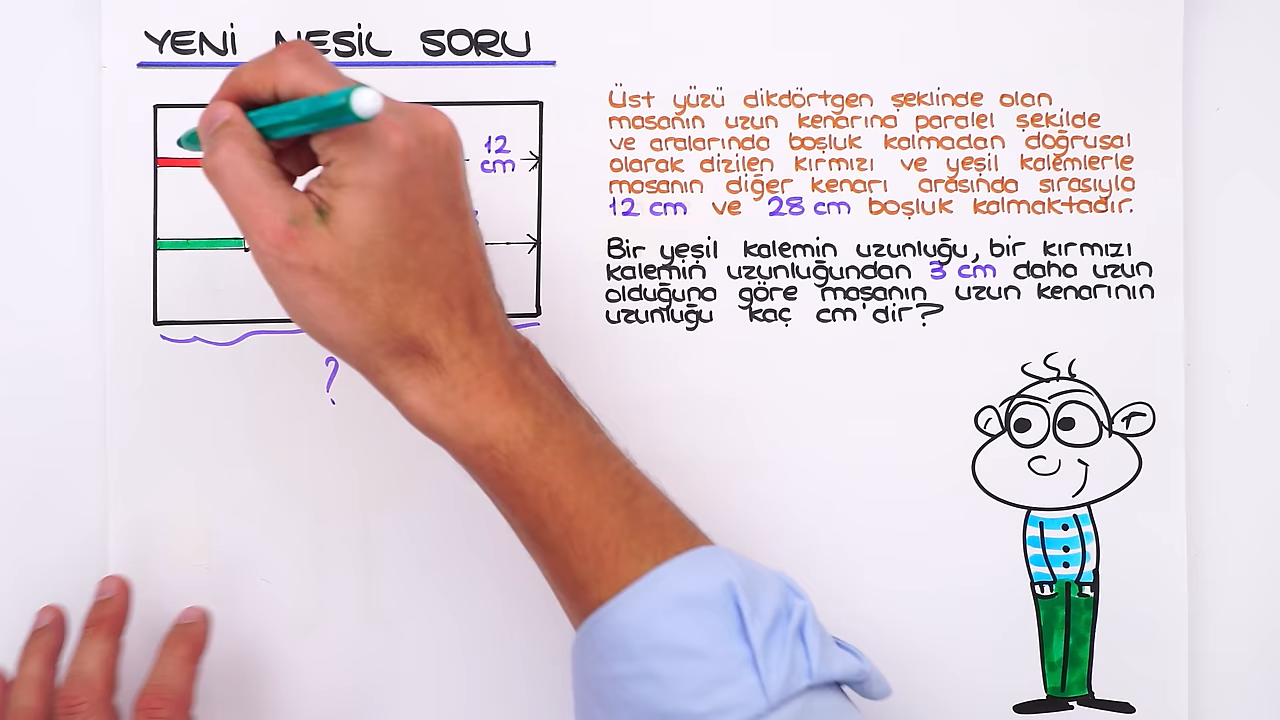 YENİ NESİL SORU
12
cm
?
Üst yüzü dikdörtgen şeklinde olan
masanın uzun kenarına paralel şekilde
ve aralarında boşluk kalmadan doğrusal
olarak dizilen kırmızı ve yeşil kalemlerle
masanın diğer kenarı arasında sırasıyla
12 cm ve 28 cm boşluk kalmaktadır.
Bir yeşil kalemin uzunluğu, bir kırmızı
kalemin uzunluğundan 3 cm daha uzun
olduğuna göre masanın uzun kenarının
uzunluğu kaç cm'dir?